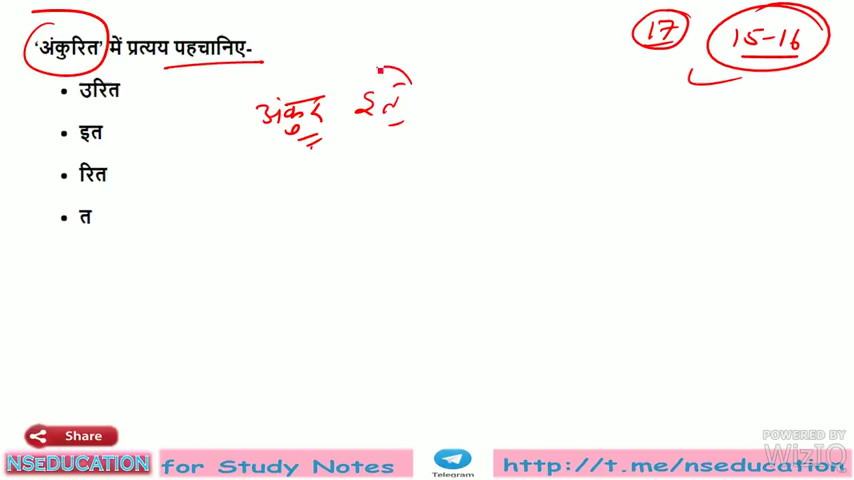 17 15-16
'अंकुरित' में प्रत्यय पहचानिए-
• उरित
अंकुर इत
• इत
• रित
• त
Share
NSEDUCATION for Study Notes Telegram http://t.me/nseducation
POWERED BY
WizIQ